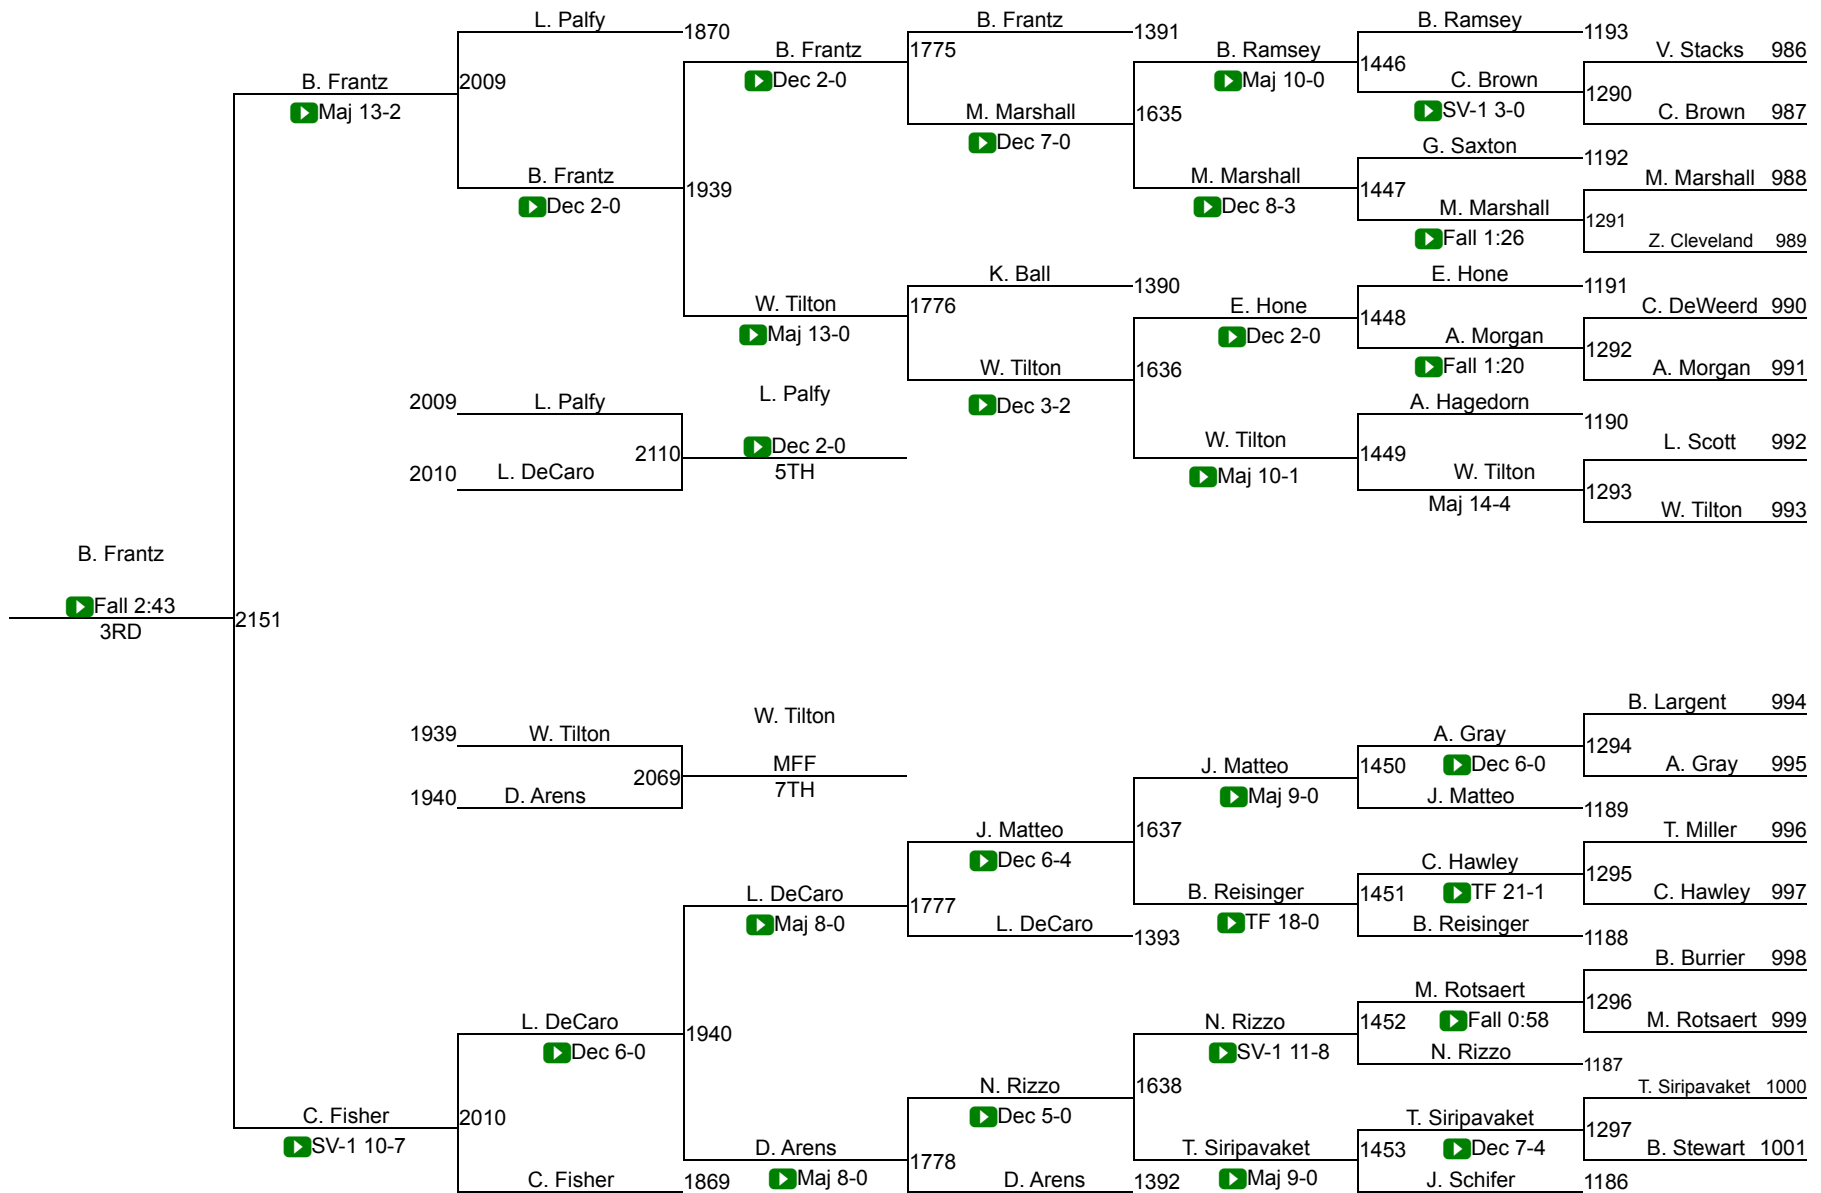 L. Palfy
1870
B. Frantz
1391
B. Ramsey
1193
B. Frantz
1775
B. Ramsey
V. Stacks 986
B. Frantz
2009
Dec 2-0
Maj 10-0
1446
C. Brown
1290
Maj 13-2
M. Marshall
1635
SV-1 3-0
C. Brown 987
Dec 7-0
G. Saxton
1192
B. Frantz
1939
M. Marshall
1447
M. Marshall 988
Dec 2-0
Dec 8-3
M. Marshall
1291
Fall 1:26
Z. Cleveland 989
K. Ball
1390
E. Hone
1191
W. Tilton
1776
E. Hone
1448
C. DeWeerd 990
Maj 13-0
Dec 2-0
A. Morgan
1292
W. Tilton
1636
Fall 1:20
A. Morgan 991
2009
L. Palfy
L. Palfy
Dec 3-2
A. Hagedorn
1190
2110
Dec 2-0
W. Tilton
1449
L. Scott 992
2010
L. DeCaro
5TH
Maj 10-1
W. Tilton
1293
Maj 14-4
W. Tilton 993
B. Frantz
Fall 2:43
2151
3RD
B. Largent 994
W. Tilton
1939
W. Tilton
A. Gray
1294
2069
MFF
J. Matteo
1450
Dec 6-0
A. Gray 995
1940
D. Arens
7TH
Maj 9-0
J. Matteo
1189
J. Matteo
1637
T. Miller 996
Dec 6-4
C. Hawley
1295
L. DeCaro
1777
B. Reisinger
1451
TF 21-1
C. Hawley 997
Maj 8-0
L. DeCaro
1393
TF 18-0
B. Reisinger
1188
B. Burrier 998
M. Rotsaert
1296
L. DeCaro
1940
N. Rizzo
1452
Fall 0:58
M. Rotsaert 999
Dec 6-0
SV-1 11-8
N. Rizzo
1187
N. Rizzo
1638
T. Siripavaket 1000
C. Fisher
2010
Dec 5-0
T. Siripavaket
1297
SV-1 10-7
D. Arens
1778
T. Siripavaket
1453
Dec 7-4
B. Stewart 1001
C. Fisher
1869
Maj 8-0
D. Arens
1392
Maj 9-0
J. Schifer
1186